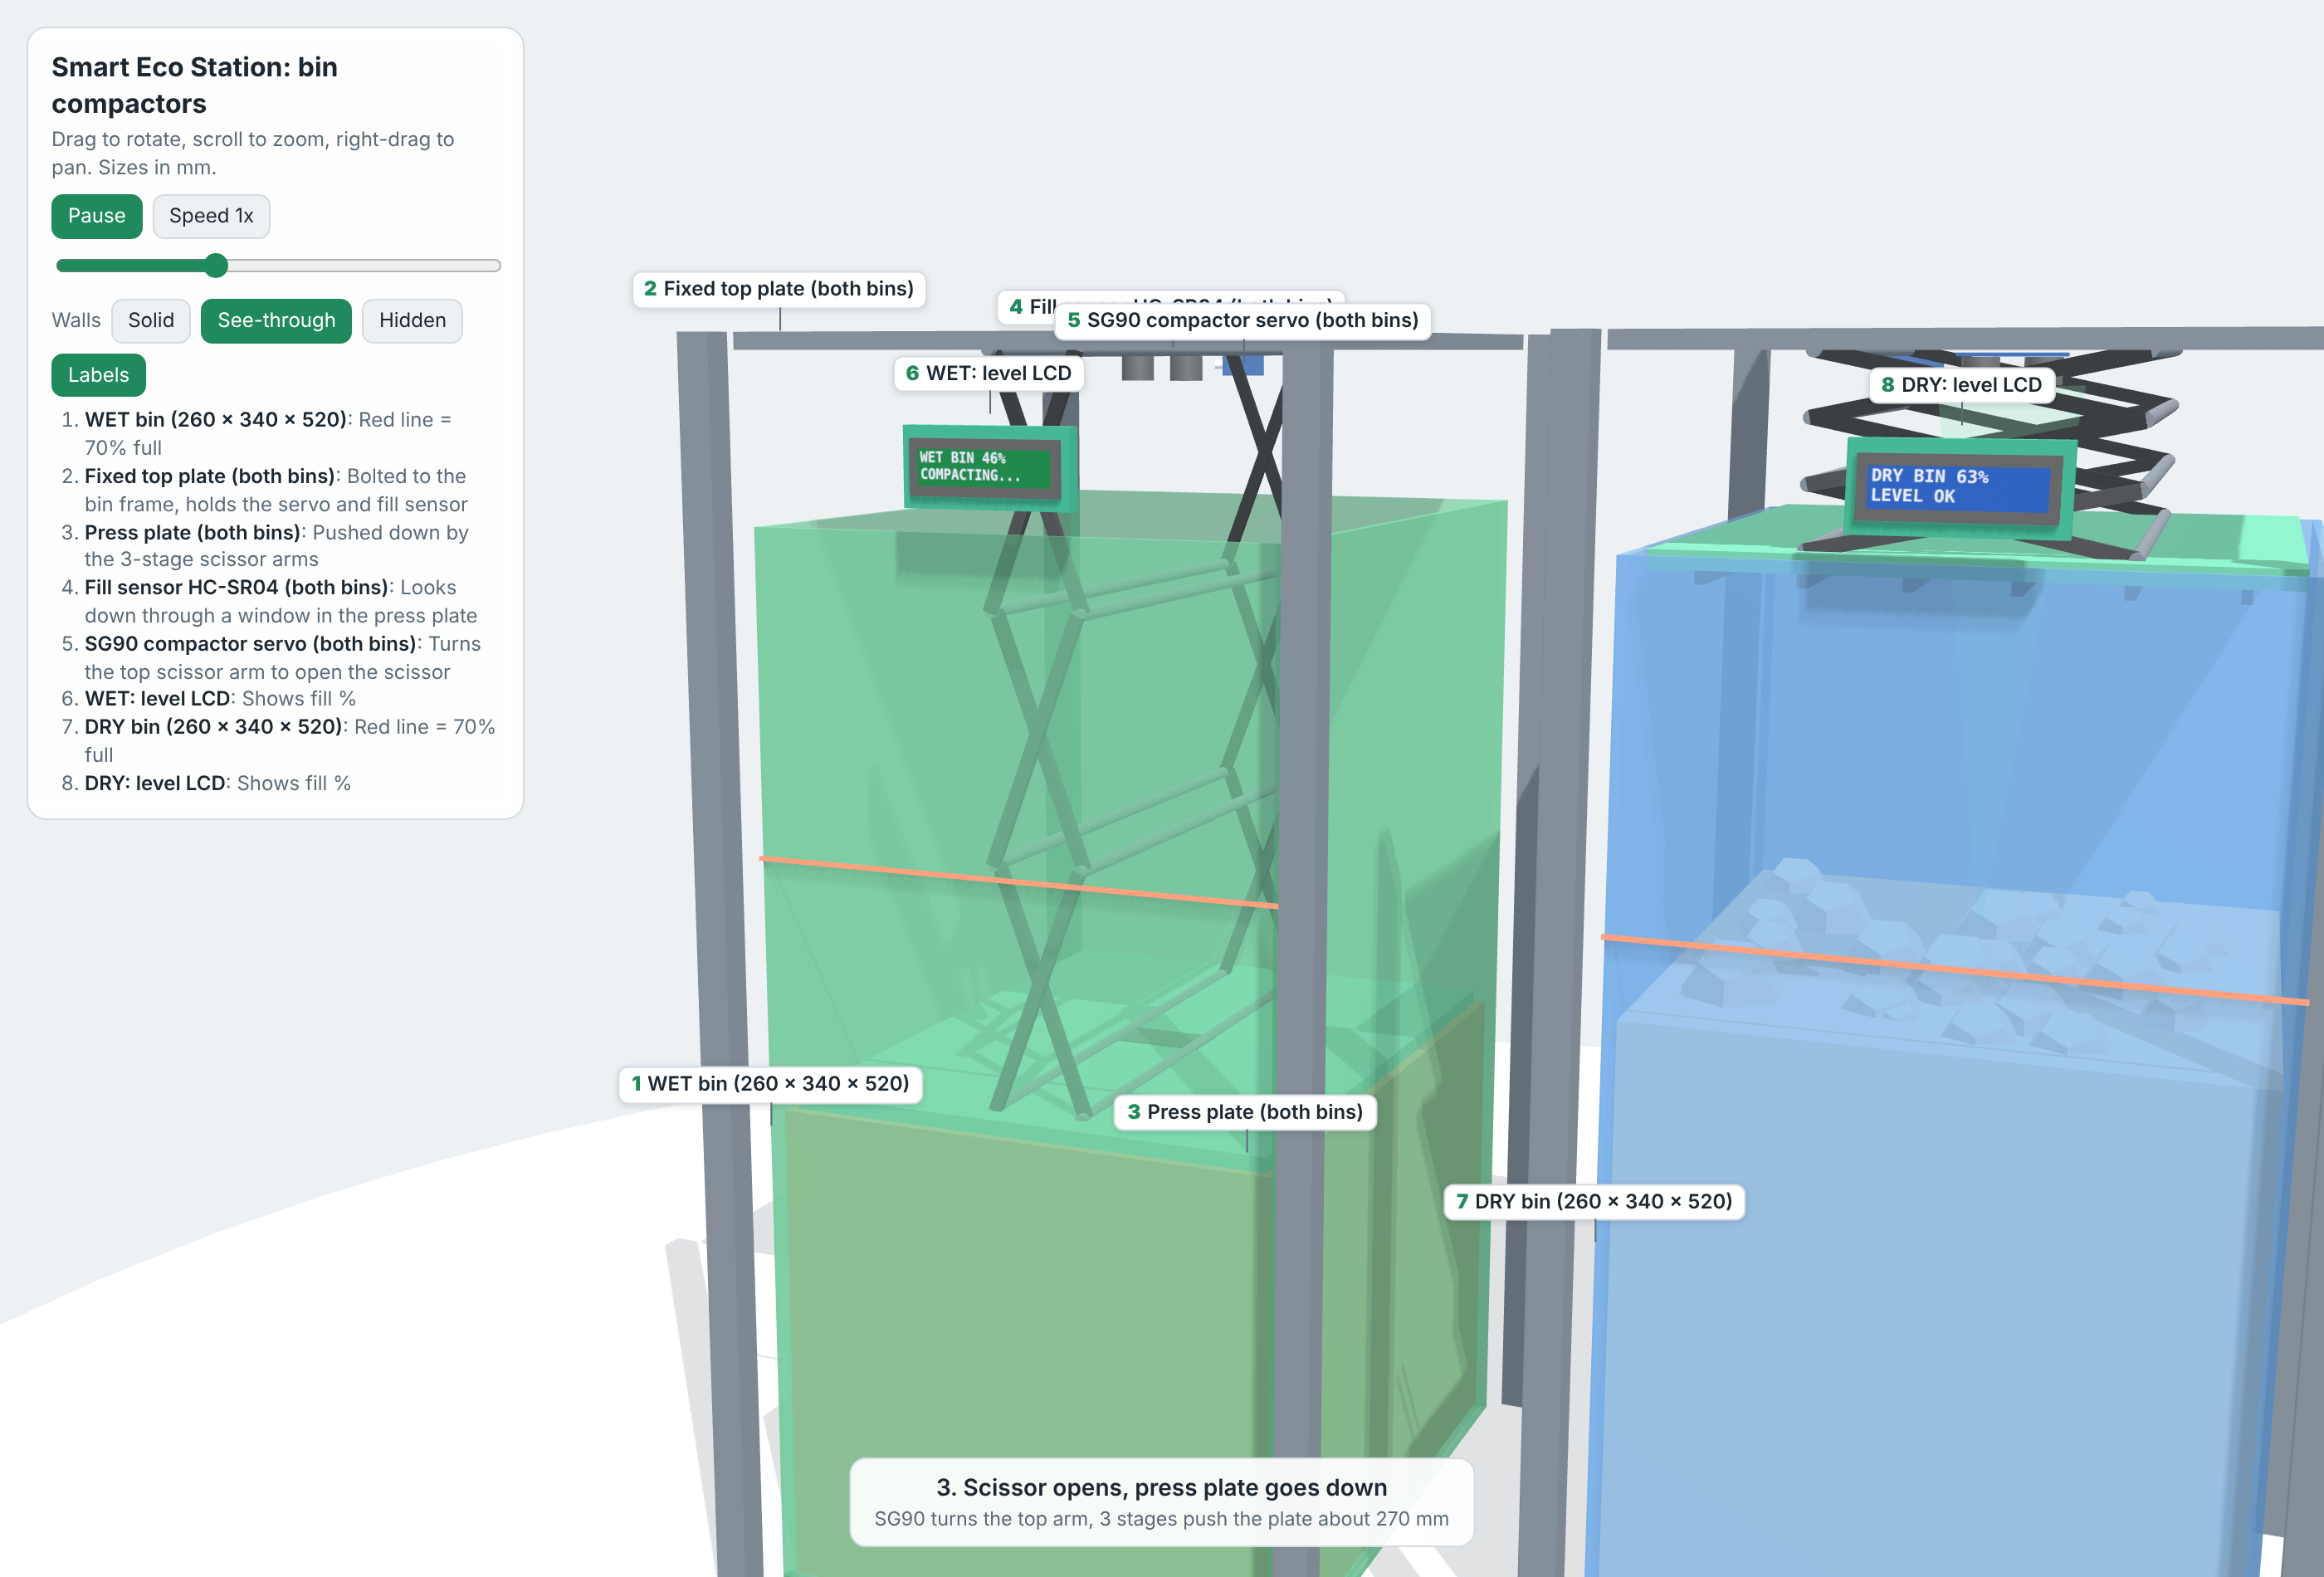 Smart Eco Station: bin
compactors
Drag to rotate, scroll to zoom, right-drag to
pan. Sizes in mm.
Pause
Speed 1x
Walls
Solid
See-through
Hidden
Labels
1. WET bin (260 × 340 × 520): Red line =
70% full
2. Fixed top plate (both bins): Bolted to the
bin frame, holds the servo and fill sensor
3. Press plate (both bins): Pushed down by
the 3-stage scissor arms
4. Fill sensor HC-SR04 (both bins): Looks
down through a window in the press plate
5. SG90 compactor servo (both bins): Turns
the top scissor arm to open the scissor
6. WET: level LCD: Shows fill %
7. DRY bin (260 × 340 × 520): Red line = 70%
full
8. DRY: level LCD: Shows fill %
2 Fixed top plate (both bins)
4 Fill
5 SG90 compactor servo (both bins)
6 WET: level LCD
8 DRY: level LCD
WET BIN 46%
COMPACTING...
DRY BIN 63%
LEVEL OK
1 WET bin (260 × 340 × 520)
3 Press plate (both bins)
7 DRY bin (260 × 340 × 520)
3. Scissor opens, press plate goes down
SG90 turns the top arm, 3 stages push the plate about 270 mm